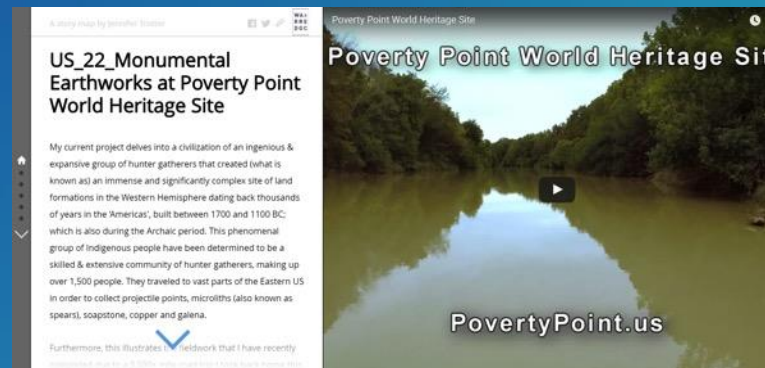 A story map by Jennifer
US_22_Monumental
Earthworks at Poverty Point
World Heritage Site
My current project delves into a civilization of an ingenious &
expansive group of hunter gatherers that created (what is
known as) an immense and significantly complex site of land
formations in the Western Hemisphere dating back thousands
of years in the 'Americas', built between 1700 and 1100 BC;
which is also during the Archaic period. This phenomenal
group of Indigenous people have been determined to be a
skilled & extensive community of hunter gatherers, making up
over 1,500 people. They traveled to vast parts of the Eastern US
in order to collect projectile points, microliths (also known as
spears), soapstone, copper and galena.
Furthermore, this illustrates fieldwork that I have recently
Poverty Point World Heritage Site
Poverty Point World Heritage Sit
PovertyPoint.us